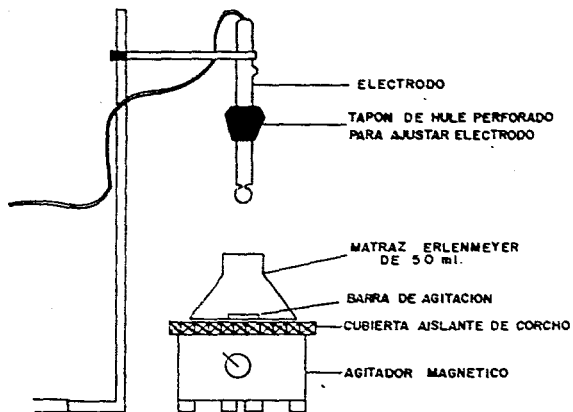 ELECTRODO
TAPON DE HULE PERFORADO
PARA AJUSTAR ELECTRODO
MATRAZ ERLENMEYER
DE 50 ml.
BARRA DE AGITACION
CUBIERTA AISLANTE DE CORCHO
AGITADOR MAGNETICO